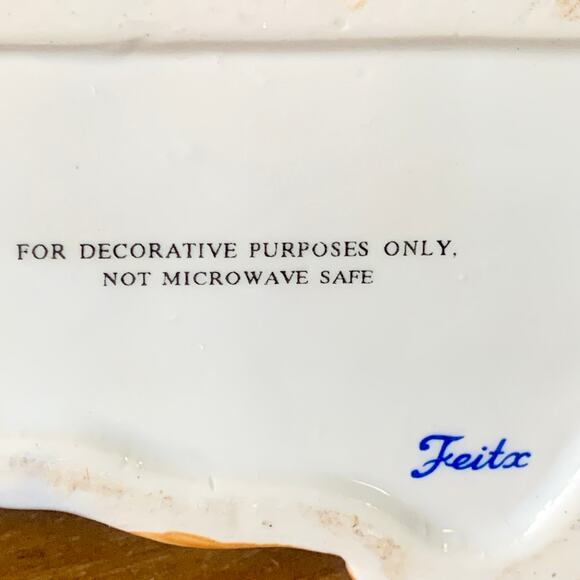 FOR DECORATIVE PURPOSES ONLY,
NOT MICROWAVE SAFE
Feitx